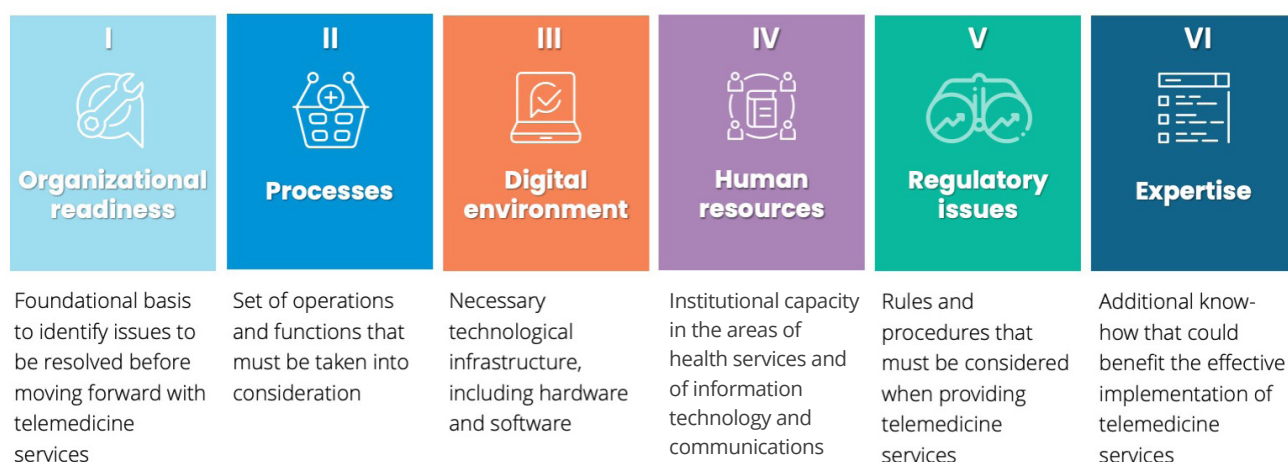 I
Organizational
readiness
Foundational basis
to identify issues to
be resolved before
moving forward with
telemedicine
services
II
Processes
Set of operations
and functions that
must be taken into
consideration
III
Digital
environment
Necessary
technological
infrastructure,
including hardware
and software
IV
Human
resources
Institutional capacity
in the areas of
health services and
of information
technology and
communications
V
Regulatory
issues
Rules and
procedures that
must be considered
when providing
telemedicine
services
VI
Expertise
Additional know-
how that could
benefit the effective
implementation of
telemedicine
services